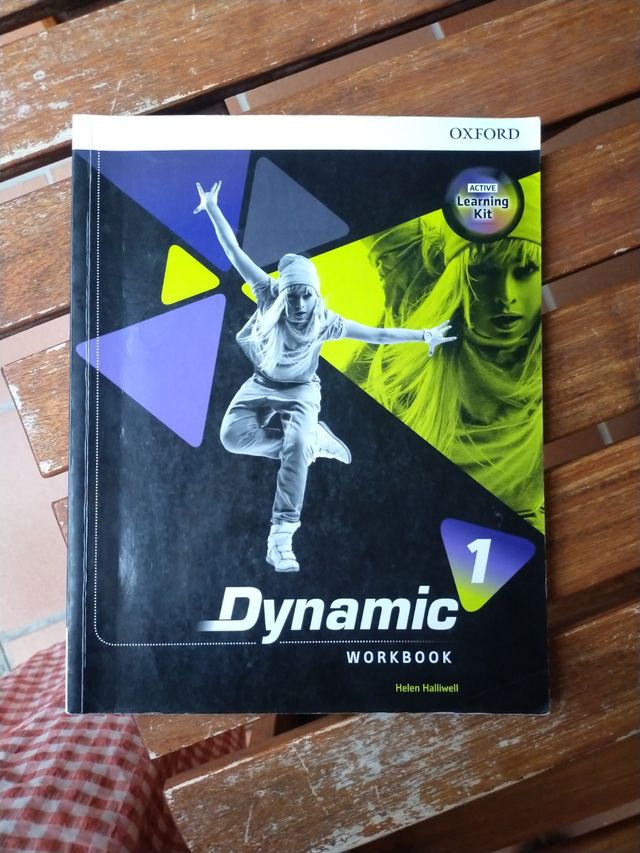 OXFORD
ACTIVE
Learning
Kit
1
Dynamic
WORKBOOK
Helen Halliwell